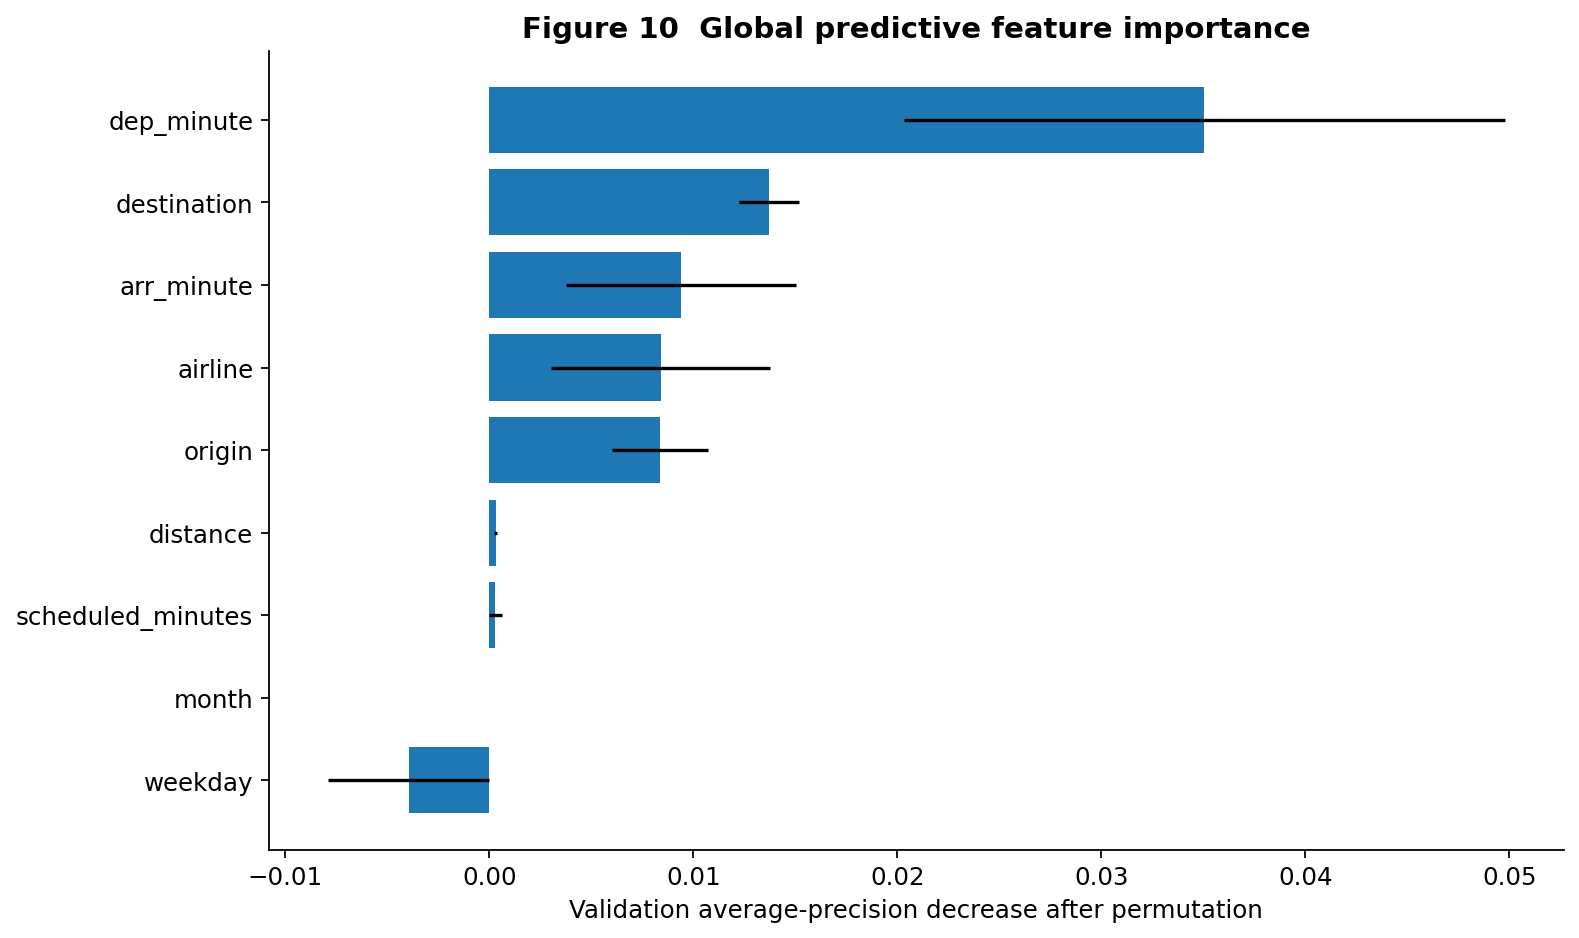 Figure 10  Global predictive feature importance
dep_minute
destination
arr_minute
airline
origin
distance
scheduled_minutes
month
weekday
−0.01 0.00 0.01 0.02 0.03 0.04 0.05
Validation average-precision decrease after permutation